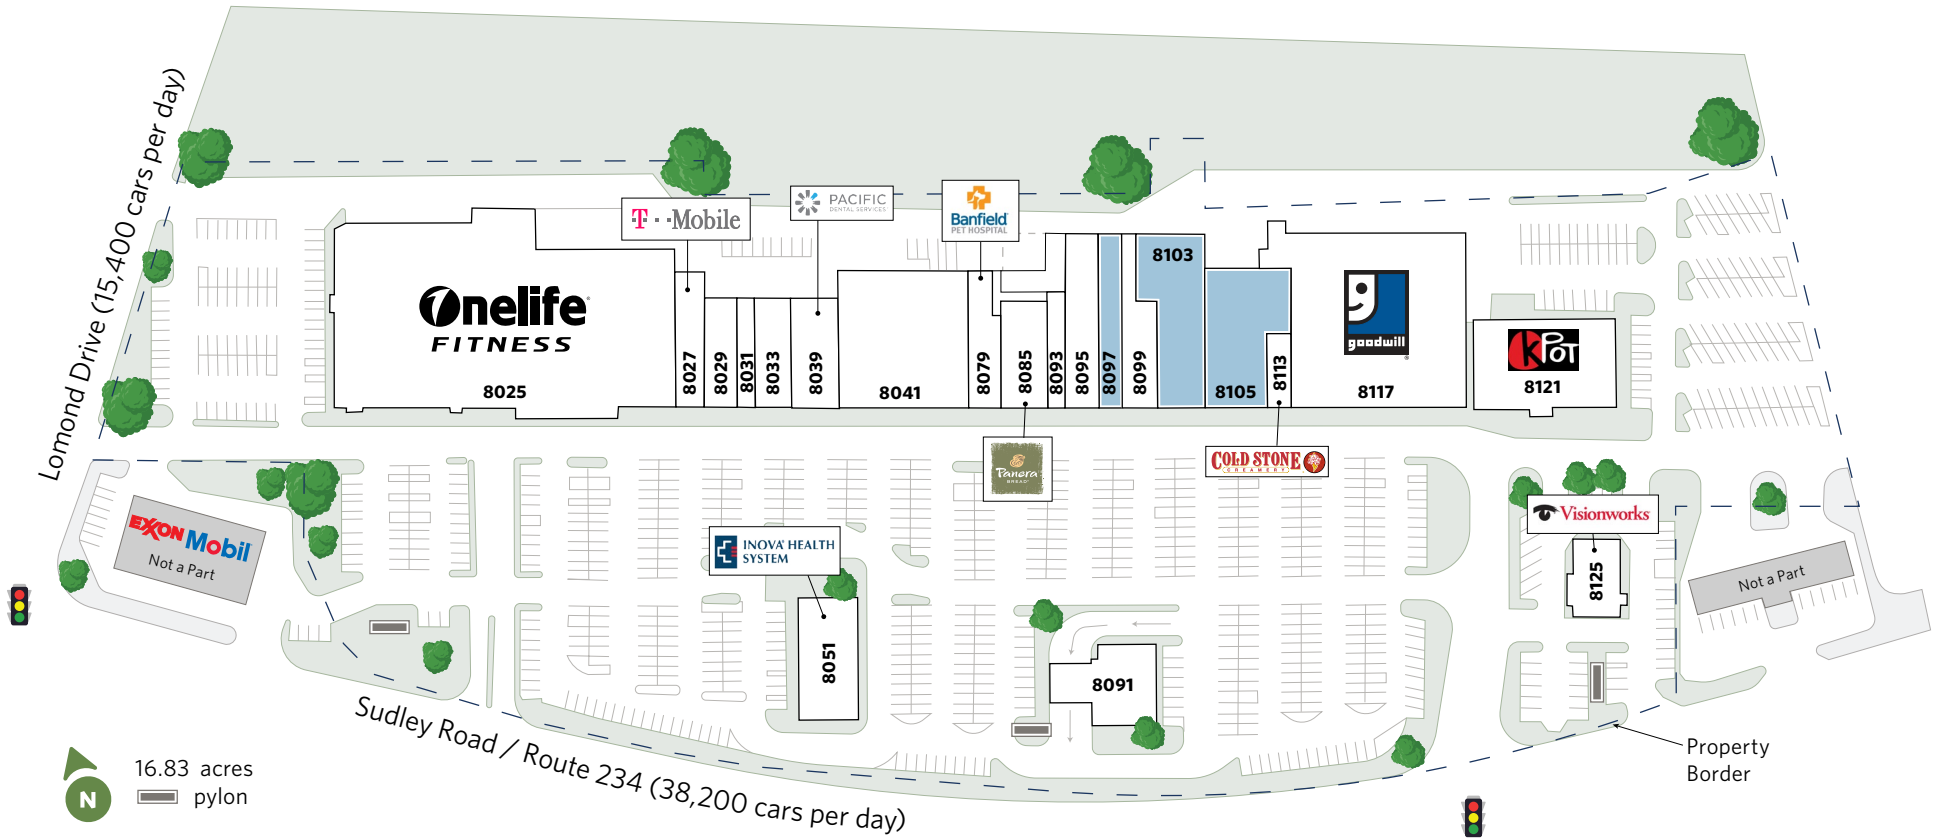 Lomond Drive (15,400 cars per day)
T··Mobile
PACIFIC
DENTAL SERVICES
Banfield
PET HOSPITAL
Onelife
FITNESS
8025
8027
8029
8031
8033
8039
8041
8079
8085
8093
8095
8097
8099
8103
8105
8113
goodwill
8117
KPOT
8121
Panera
BREAD
COLD STONE
CREAMERY
EXXON Mobil
Not a Part
INOVA HEALTH
SYSTEM
8051
8091
Visionworks
8125
Not a Part
Sudley Road / Route 234 (38,200 cars per day)
Property
Border
N
16.83 acres
pylon